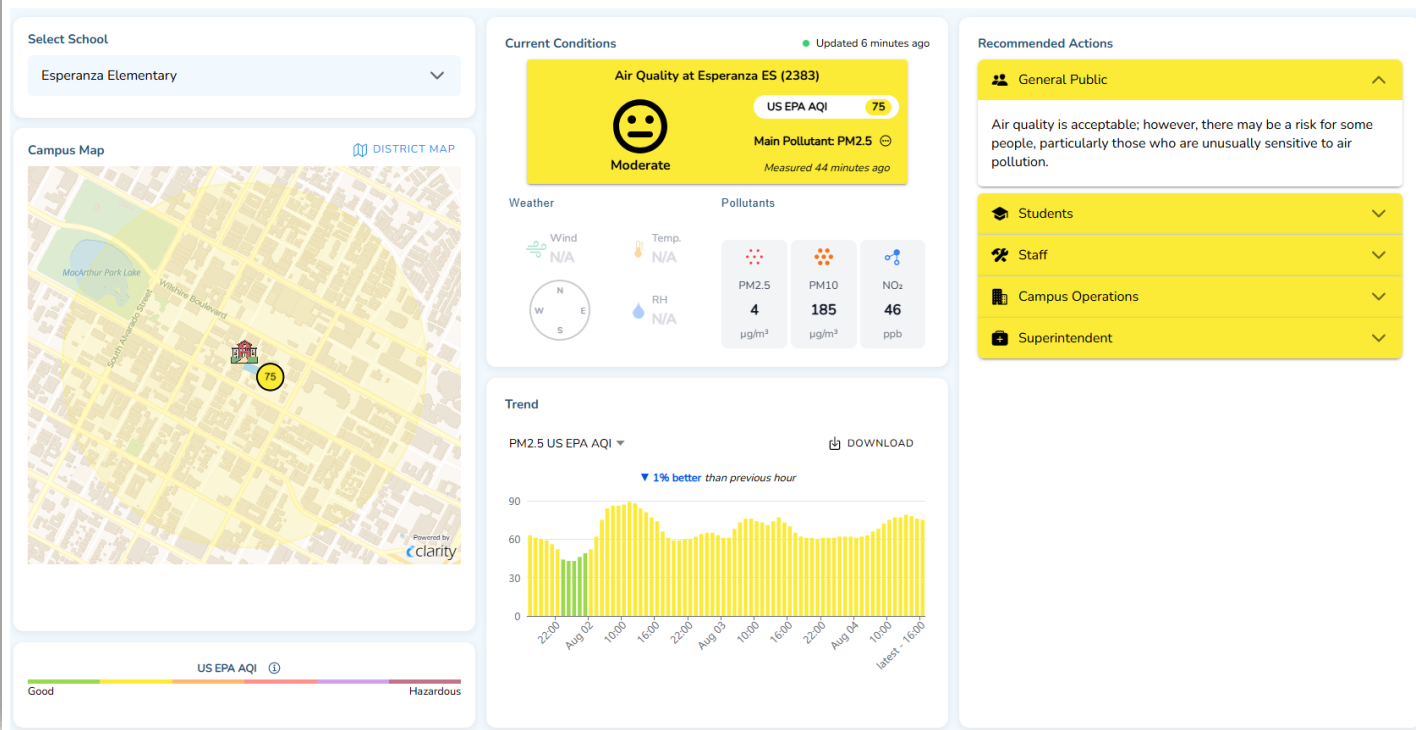 Select School
Esperanza Elementary
Campus Map
DISTRICT MAP
MacArthur Park Lake
Wilshire Boulevard
South Alvarado Street
75
Powered by
clarity
US EPA AQI
Good
Hazardous
Current Conditions
Updated 6 minutes ago
Air Quality at Esperanza ES (2383)
US EPA AQI 75
Main Pollutant: PM2.5
Moderate
Measured 44 minutes ago
Weather
Wind
N/A
Temp.
N/A
N
W E
S
RH
N/A
Pollutants
PM2.5
4
µg/m³
PM10
185
µg/m³
NO₂
46
ppb
Trend
PM2.5 US EPA AQI
DOWNLOAD
▼ 1% better than previous hour
90
60
30
0
22:00
Aug 02
10:00
16:00
22:00
Aug 03
10:00
16:00
22:00
Aug 04
10:00
latest - 16:00
Recommended Actions
General Public
Air quality is acceptable; however, there may be a risk for some
people, particularly those who are unusually sensitive to air
pollution.
Students
Staff
Campus Operations
Superintendent